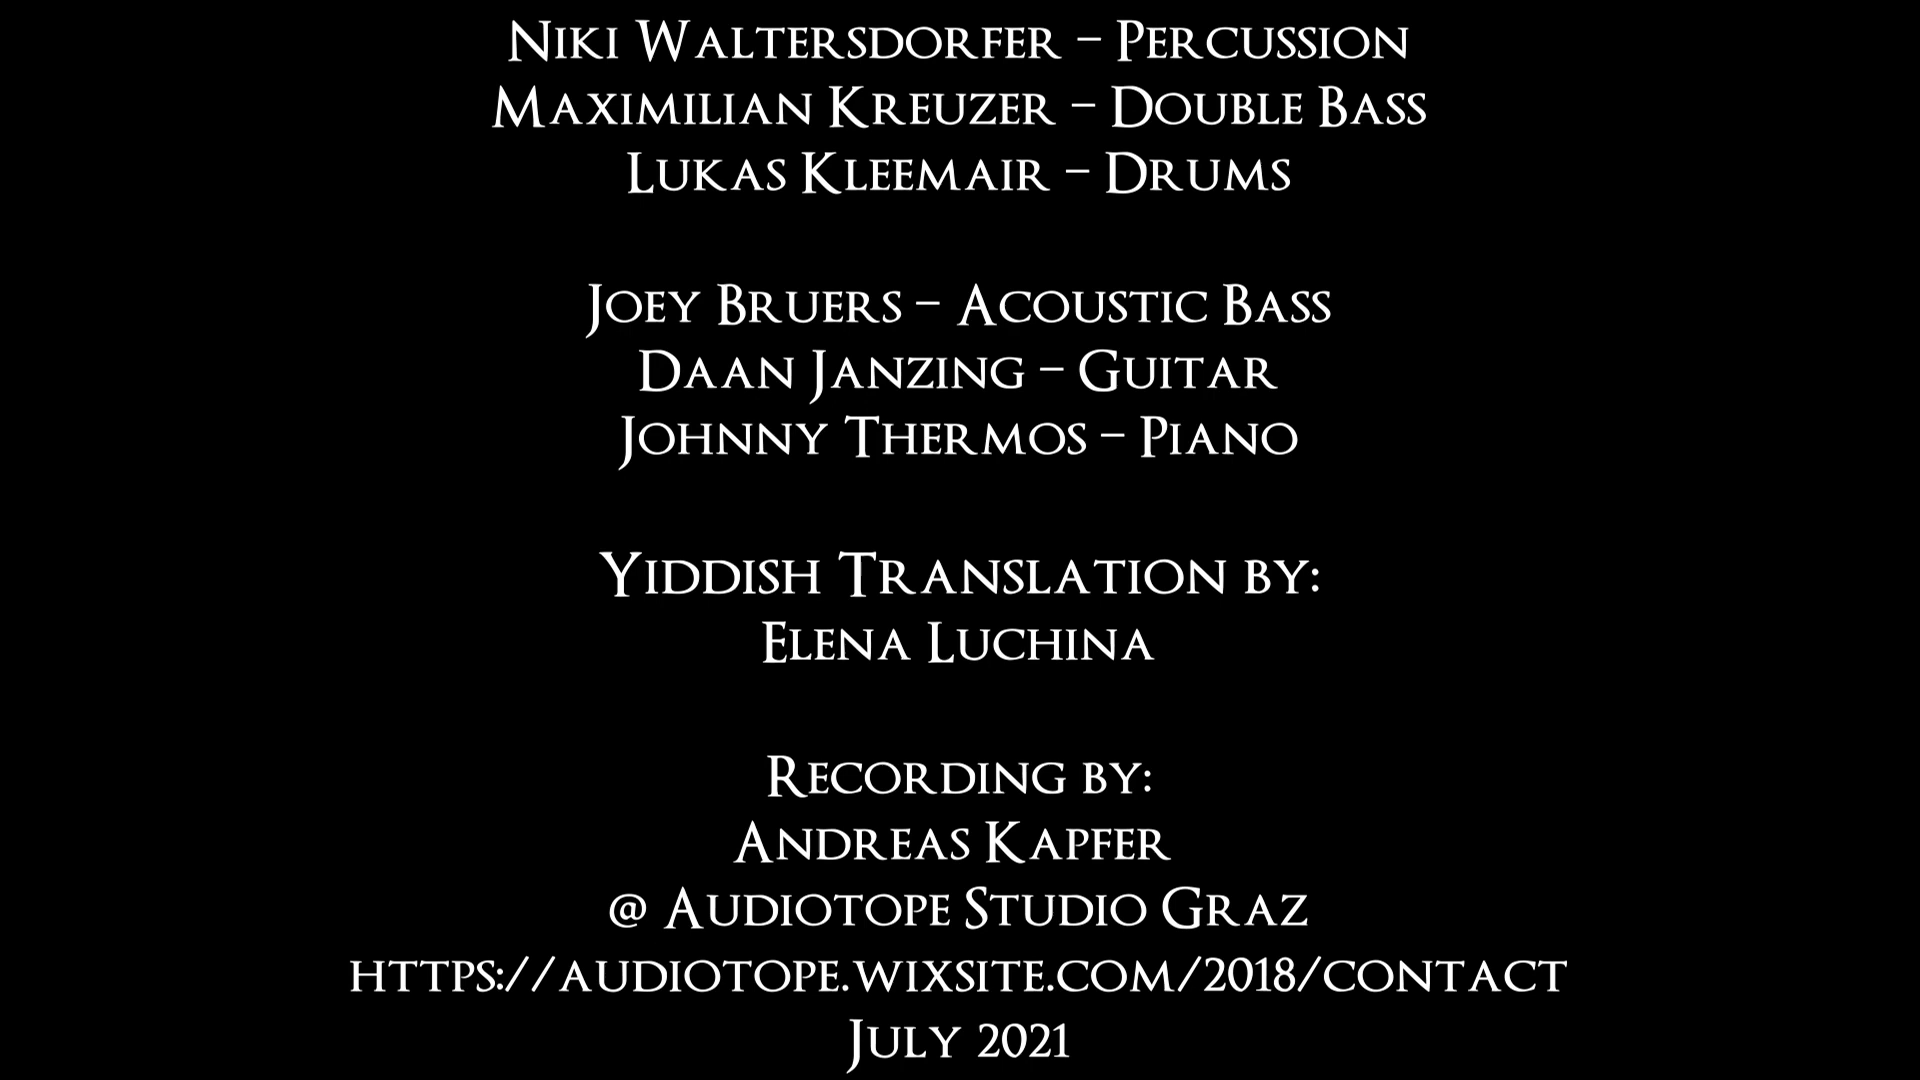 Niki Waltersdorfer – Percussion
Maximilian Kreuzer – Double Bass
Lukas Kleemair – Drums
Joey Bruers – Acoustic Bass
Daan Janzing – Guitar
Johnny Thermos – Piano
Yiddish Translation by:
Elena Luchina
Recording by:
Andreas Kapfer
@ Audiotope Studio Graz
https://audiotope.wixsite.com/2018/contact
July 2021